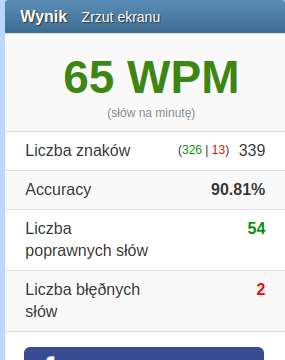 Wynik Zrzut ekranu
65 WPM
(słów na minutę)
Liczba znaków (326 | 13) 339
Accuracy 90.81%
Liczba 54
poprawnych słów
Liczba błęðnych 2
słów